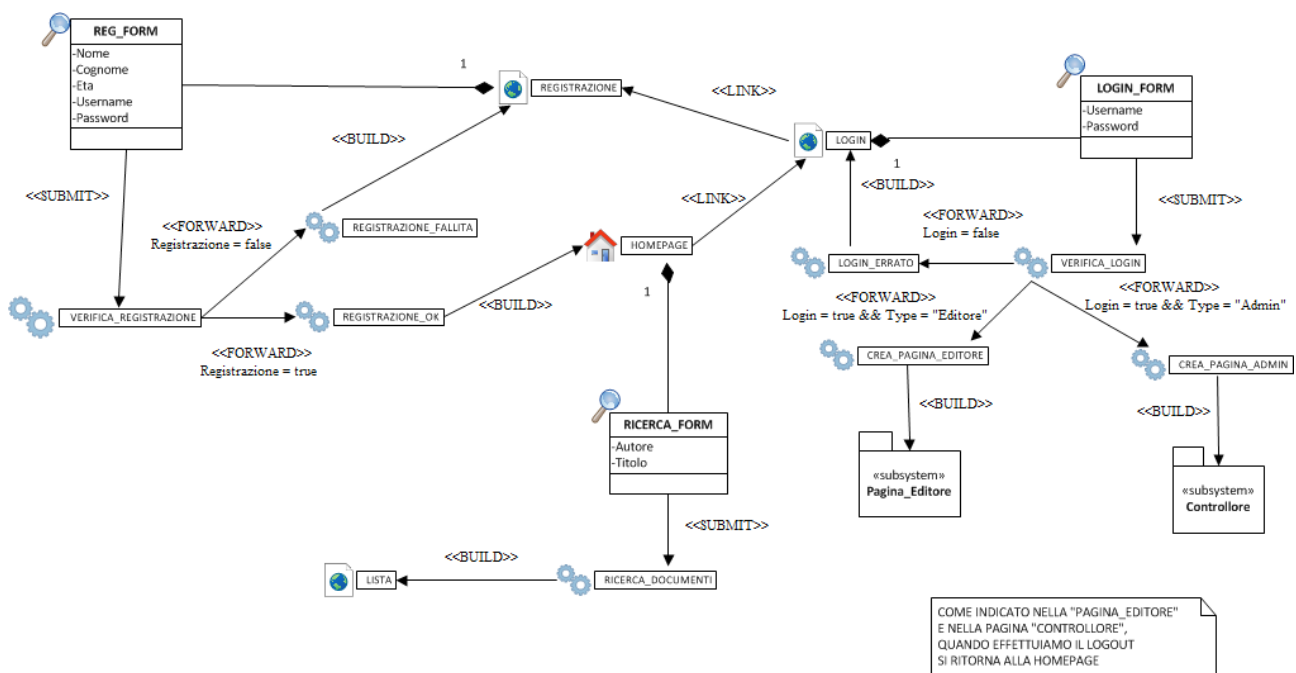 REG_FORM
-Nome
-Cognome
-Eta
-Username
-Password
1
REGISTRAZIONE
<<LINK>>
LOGIN_FORM
-Username
-Password
LOGIN
1
<<BUILD>>
<<BUILD>>
<<SUBMIT>>
<<LINK>>
<<SUBMIT>>
<<FORWARD>>
Registrazione = false
REGISTRAZIONE_FALLITA
<<FORWARD>>
Login = false
HOMEPAGE
LOGIN_ERRATO
VERIFICA_LOGIN
1
<<FORWARD>>
Login = true && Type = "Editore"
<<FORWARD>>
Login = true && Type = "Admin"
<<BUILD>>
VERIFICA_REGISTRAZIONE
REGISTRAZIONE_OK
<<FORWARD>>
Registrazione = true
CREA_PAGINA_EDITORE
CREA_PAGINA_ADMIN
<<BUILD>>
<<BUILD>>
RICERCA_FORM
-Autore
-Titolo
«subsystem»
Pagina_Editore
«subsystem»
Controllore
<<SUBMIT>>
<<BUILD>>
LISTA
RICERCA_DOCUMENTI
COME INDICATO NELLA "PAGINA_EDITORE"
E NELLA PAGINA "CONTROLLORE",
QUANDO EFFETTUIAMO IL LOGOUT
SI RITORNA ALLA HOMEPAGE